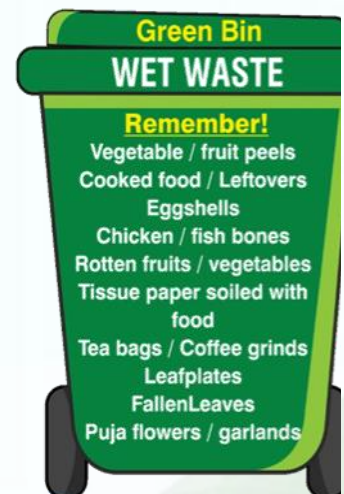 Green Bin
WET WASTE
Remember!
Vegetable / fruit peels
Cooked food / Leftovers
Eggshells
Chicken / fish bones
Rotten fruits / vegetables
Tissue paper soiled with
food
Tea bags / Coffee grinds
Leafplates
FallenLeaves
Puja flowers / garlands